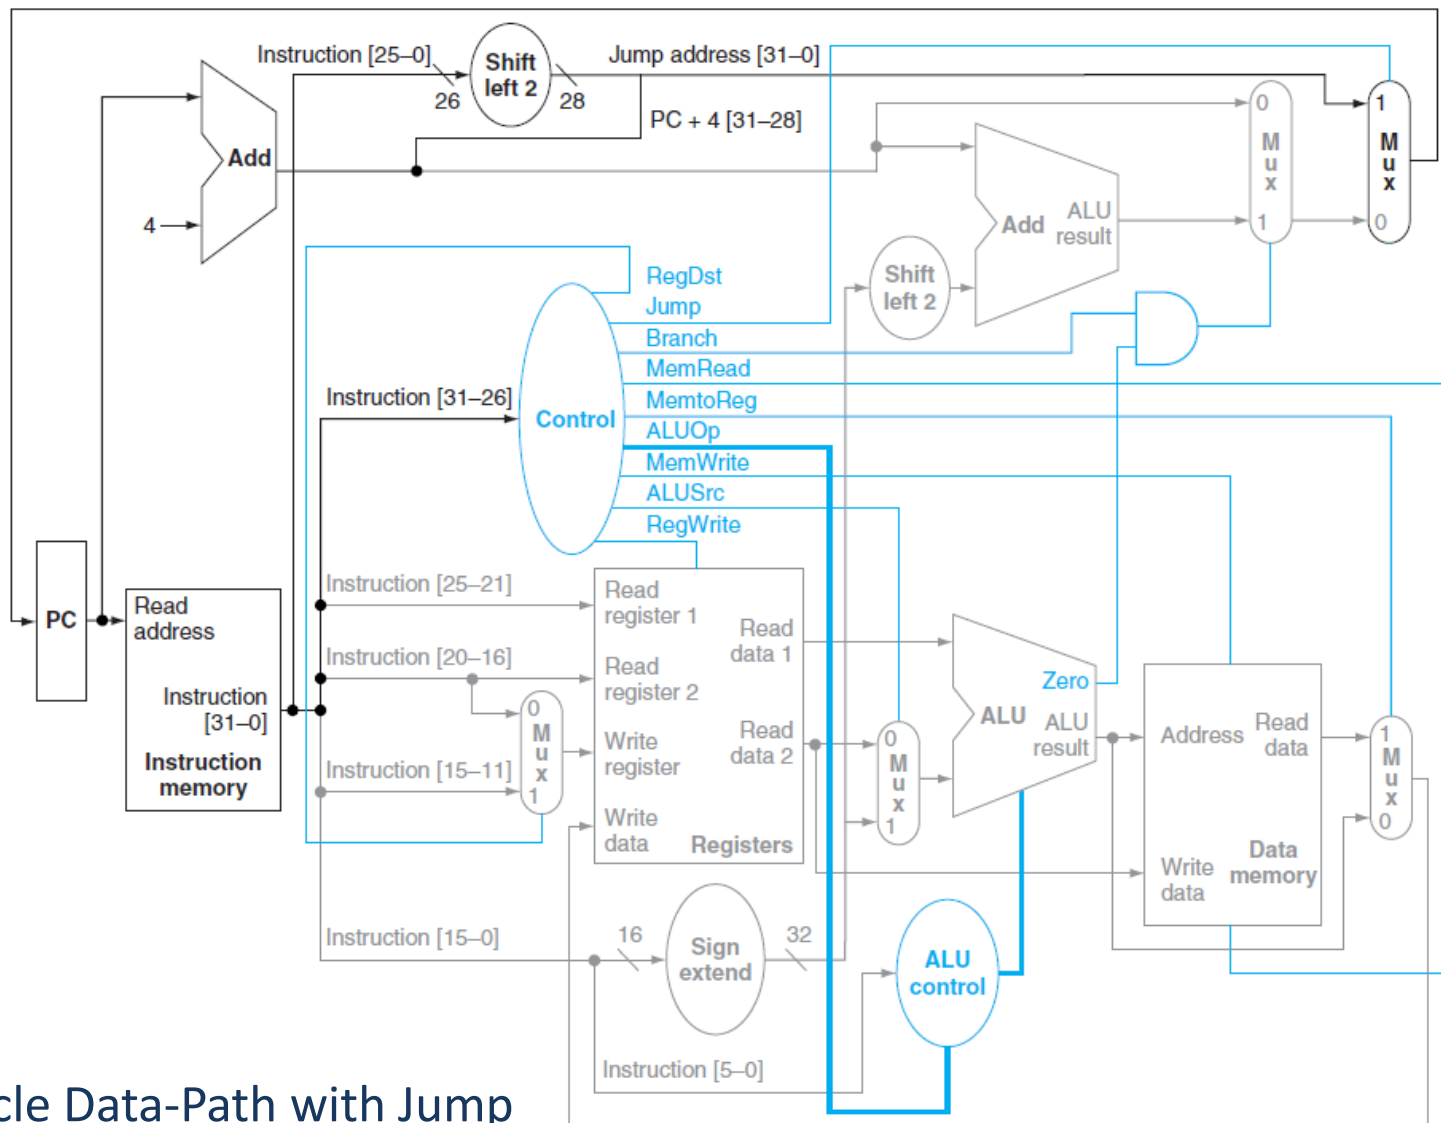 Instruction [25–0]
Shift
left 2
Jump address [31–0]
26
28
PC + 4 [31–28]
Add
4
0
M
u
x
1
1
M
u
x
0
Add
ALU
result
Shift
left 2
RegDst
Jump
Branch
MemRead
MemtoReg
ALUOp
MemWrite
ALUSrc
RegWrite
Instruction [31–26]
Control
PC
Read
address
Instruction
[31–0]
Instruction
memory
Instruction [25–21]
Instruction [20–16]
Instruction [15–11]
0
M
u
x
1
Read
register 1
Read
register 2
Write
register
Write
data
Read
data 1
Read
data 2
Registers
0
M
u
x
1
Zero
ALU
ALU
result
Address
Read
data
Write
data
Data
memory
1
M
u
x
0
Instruction [15–0]
16
Sign
extend
32
ALU
control
Instruction [5–0]
cle Data-Path with Jump